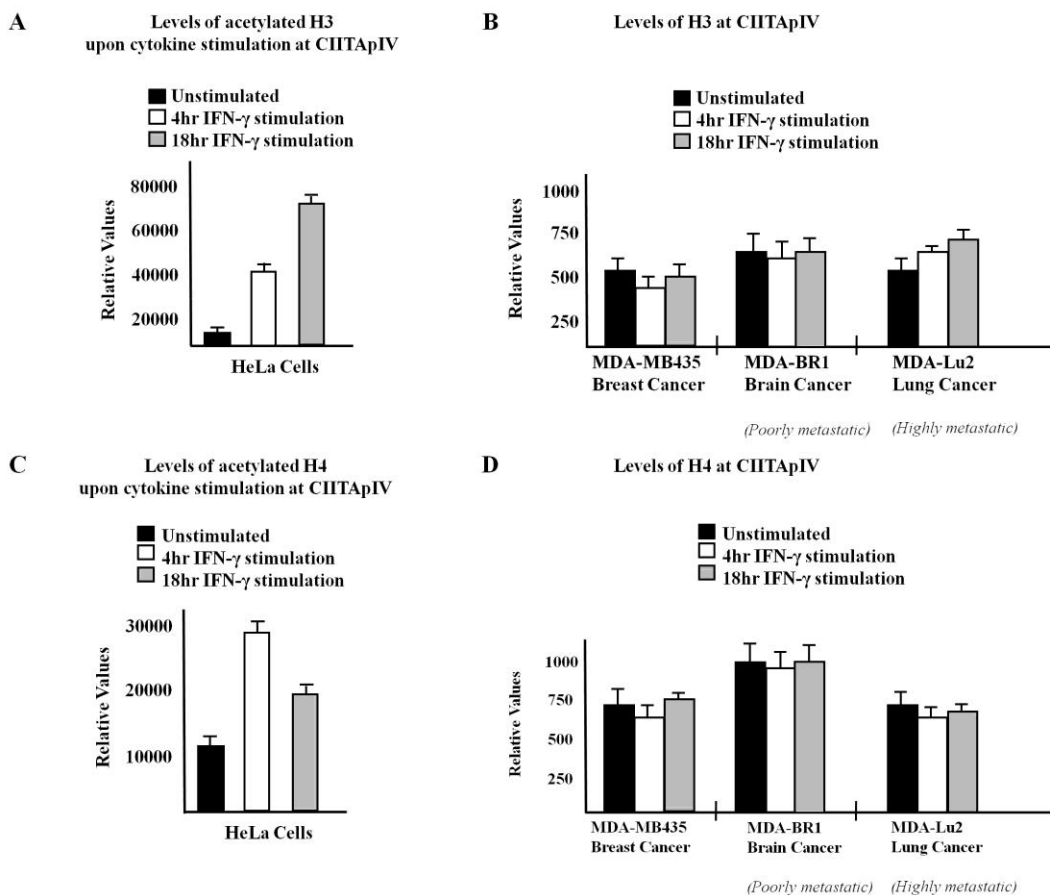 A
Levels of acetylated H3
upon cytokine stimulation at CIITApIV
Unstimulated
4hr IFN-γ stimulation
18hr IFN-γ stimulation
80000
60000
40000
20000
Relative Values
HeLa Cells
B
Levels of H3 at CIITApIV
Unstimulated
4hr IFN-γ stimulation
18hr IFN-γ stimulation
1000
750
500
250
Relative Values
MDA-MB435
Breast Cancer
MDA-BR1
Brain Cancer
(Poorly metastatic)
MDA-Lu2
Lung Cancer
(Highly metastatic)
C
Levels of acetylated H4
upon cytokine stimulation at CIITApIV
Unstimulated
4hr IFN-γ stimulation
18hr IFN-γ stimulation
30000
20000
10000
Relative Values
HeLa Cells
D
Levels of H4 at CIITApIV
Unstimulated
4hr IFN-γ stimulation
18hr IFN-γ stimulation
1000
750
500
250
Relative Values
MDA-MB435
Breast Cancer
MDA-BR1
Brain Cancer
(Poorly metastatic)
MDA-Lu2
Lung Cancer
(Highly metastatic)